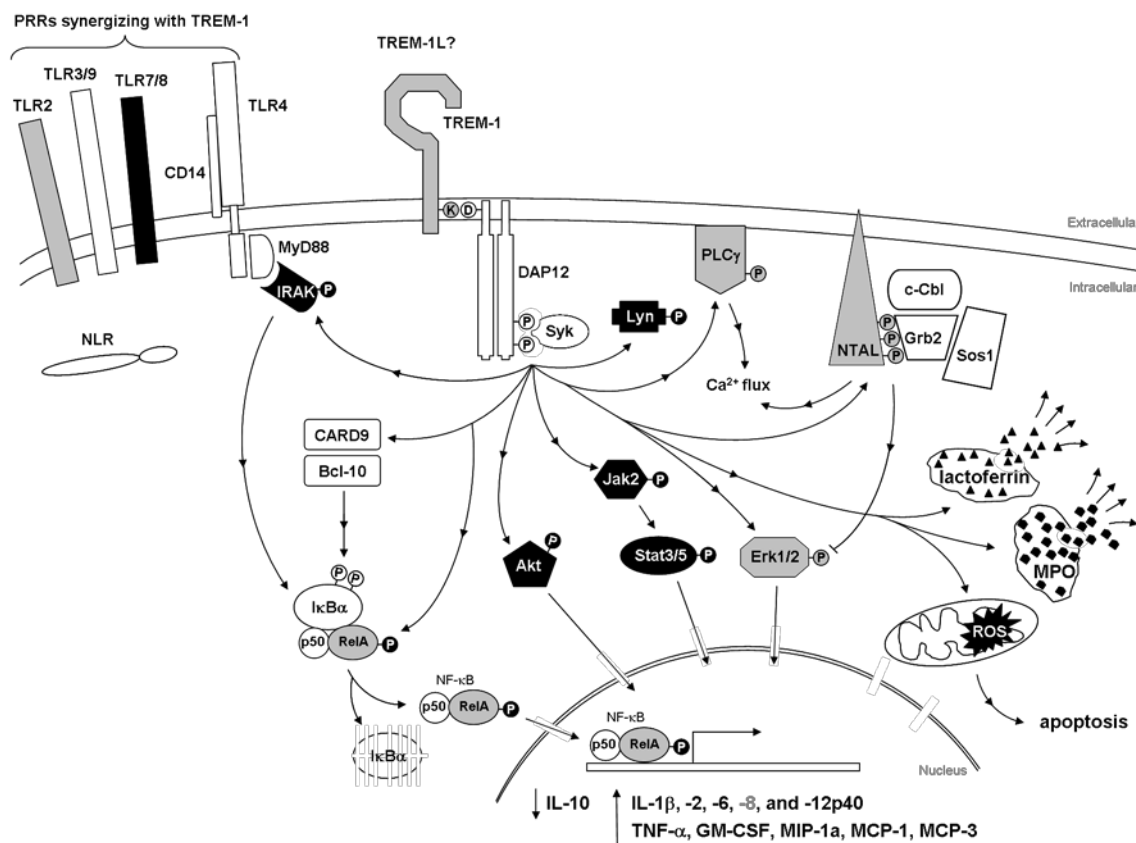 PRRs synergizing with TREM-1
TREM-1L?
TLR3/9
TLR7/8
TLR2
TLR4
TREM-1
CD14
K
D
Extracellular
Intracellular
MyD88
IRAK
P
DAP12
PLCγ
P
c-Cbl
NLR
P
P
Syk
Lyn
P
NTAL
P
P
P
Grb2
Sos1
Ca²⁺ flux
CARD9
Bcl-10
Jak2
P
lactoferrin
Akt
P
Stat3/5
P
Erk1/2
P
MPO
P
P
IκBα
p50
RelA
P
ROS
NF-κB
p50
RelA
P
NF-κB
p50
RelA
P
apoptosis
IκBα
Nucleus
IL-10
IL-1β, -2, -6, -8, and -12p40
TNF-α, GM-CSF, MIP-1a, MCP-1, MCP-3